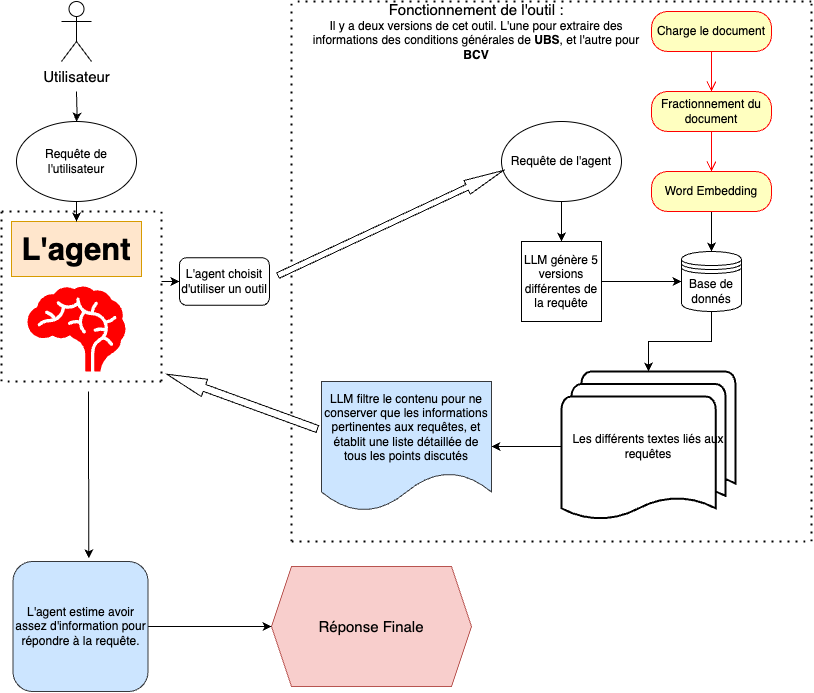 Fonctionnement de l'outil :
Il y a deux versions de cet outil. L'une pour extraire des
informations des conditions générales de UBS, et l'autre pour
BCV
Charge le document
Fractionnement du
document
Word Embedding
Utilisateur
Requête de
l'utilisateur
L'agent
L'agent choisit
d'utiliser un outil
Requête de l'agent
LLM génère 5
versions
différentes de
la requête
Base de
donnés
Les différents textes liés aux
requêtes
LLM filtre le contenu pour ne
conserver que les informations
pertinentes aux requêtes, et
établit une liste détaillée de
tous les points discutés
L'agent estime avoir
assez d'information pour
répondre à la requête.
Réponse Finale